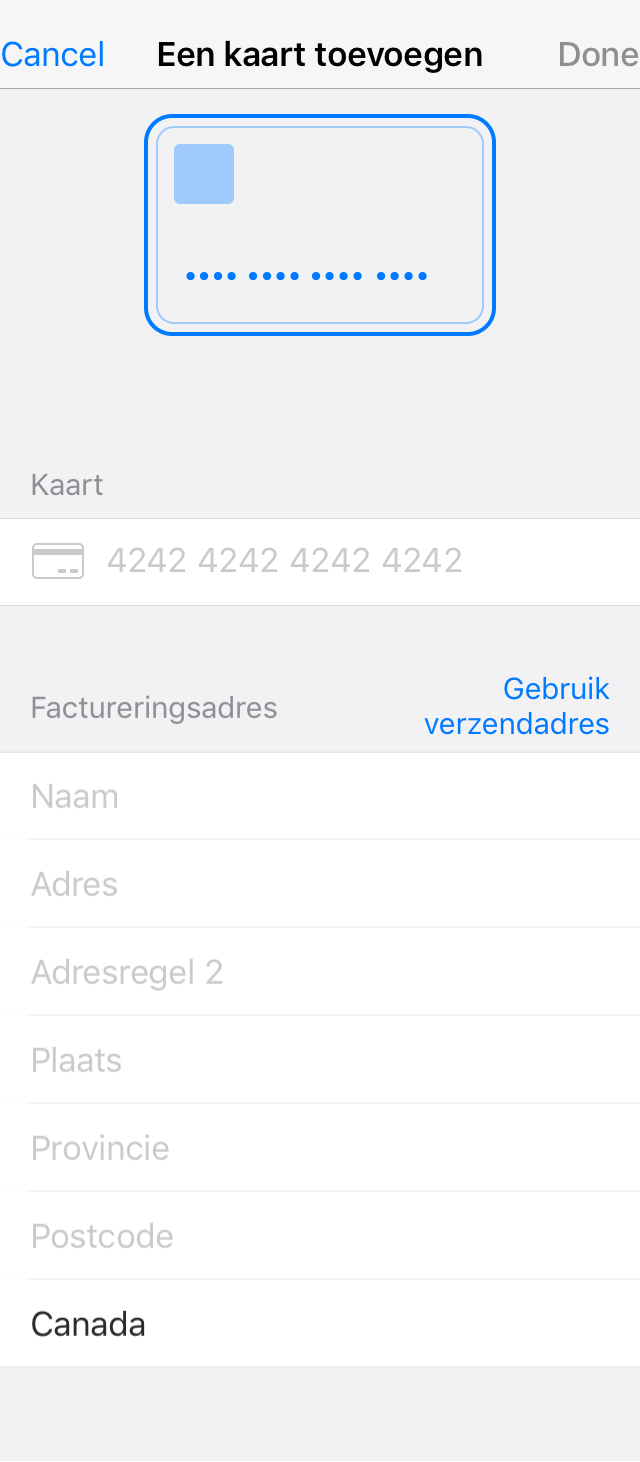 Cancel Een kaart toevoegen Done
•••• •••• •••• ••••
Kaart
4242 4242 4242 4242
Factureringsadres
Gebruik
verzendadres
Naam
Adres
Adresregel 2
Plaats
Provincie
Postcode
Canada